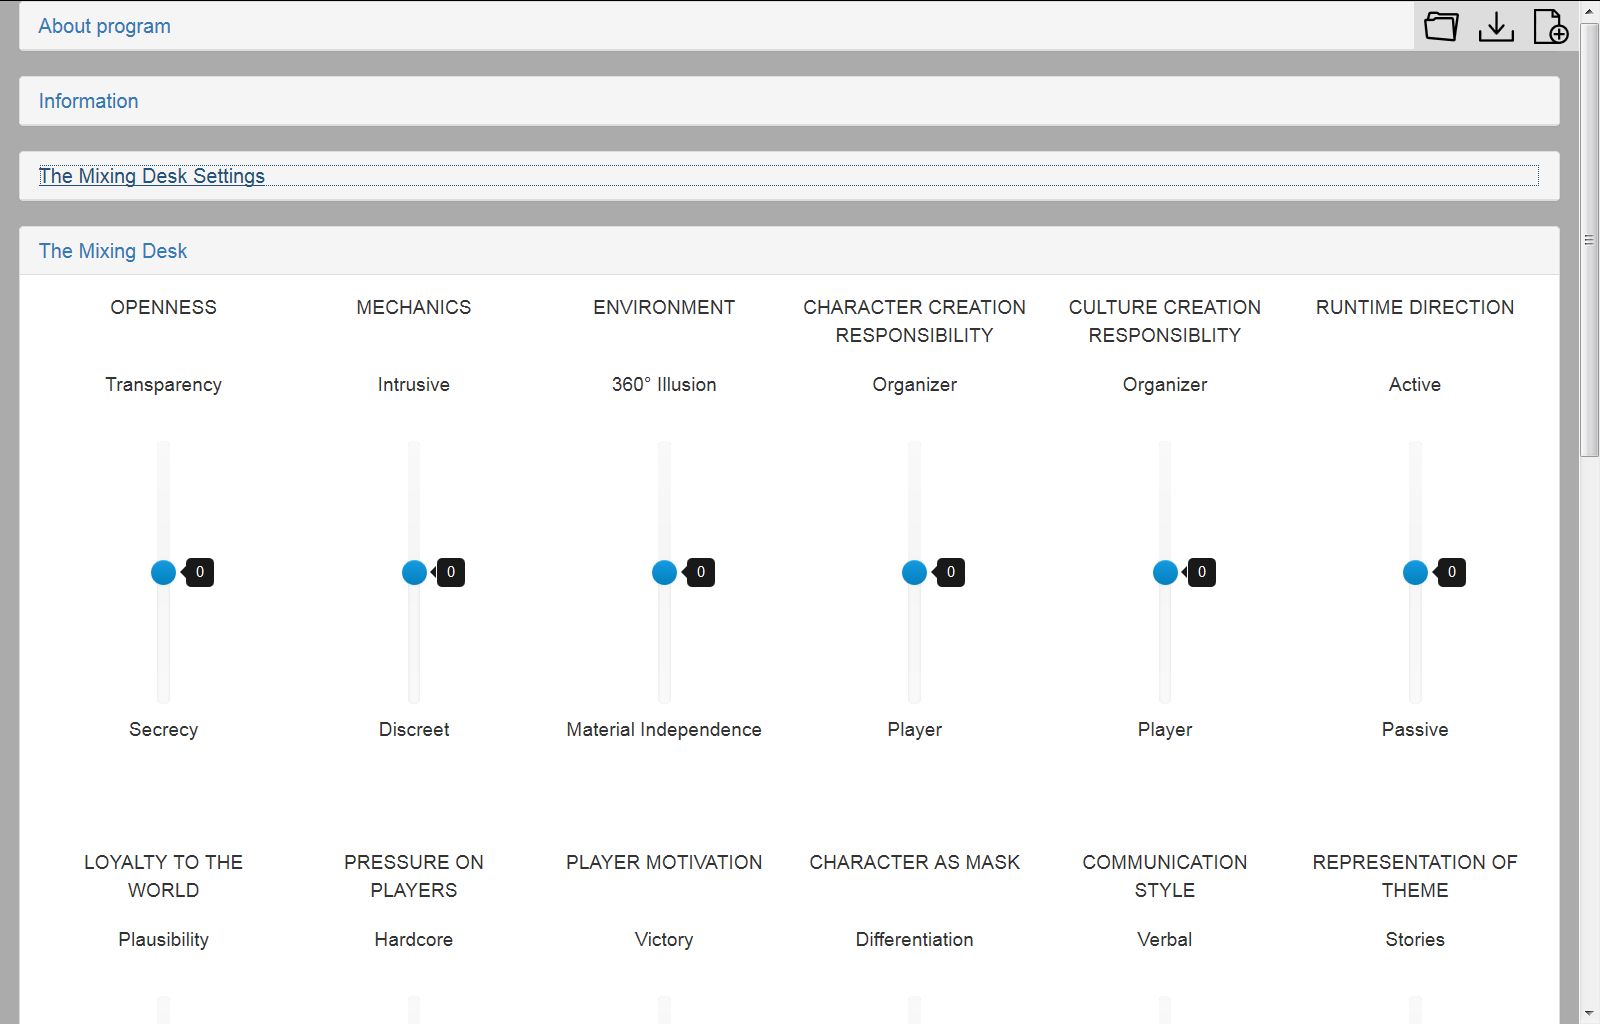 About program
Information
The Mixing Desk Settings
The Mixing Desk
OPENNESS MECHANICS ENVIRONMENT CHARACTER CREATION CULTURE CREATION RUNTIME DIRECTION
RESPONSIBILITY RESPONSIBLITY
Transparency Intrusive 360° Illusion Organizer Organizer Active
0 0 0 0 0 0
Secrecy Discreet Material Independence Player Player Passive
LOYALTY TO THE PRESSURE ON PLAYER MOTIVATION CHARACTER AS MASK COMMUNICATION REPRESENTATION OF
WORLD PLAYERS STYLE THEME
Plausibility Hardcore Victory Differentiation Verbal Stories